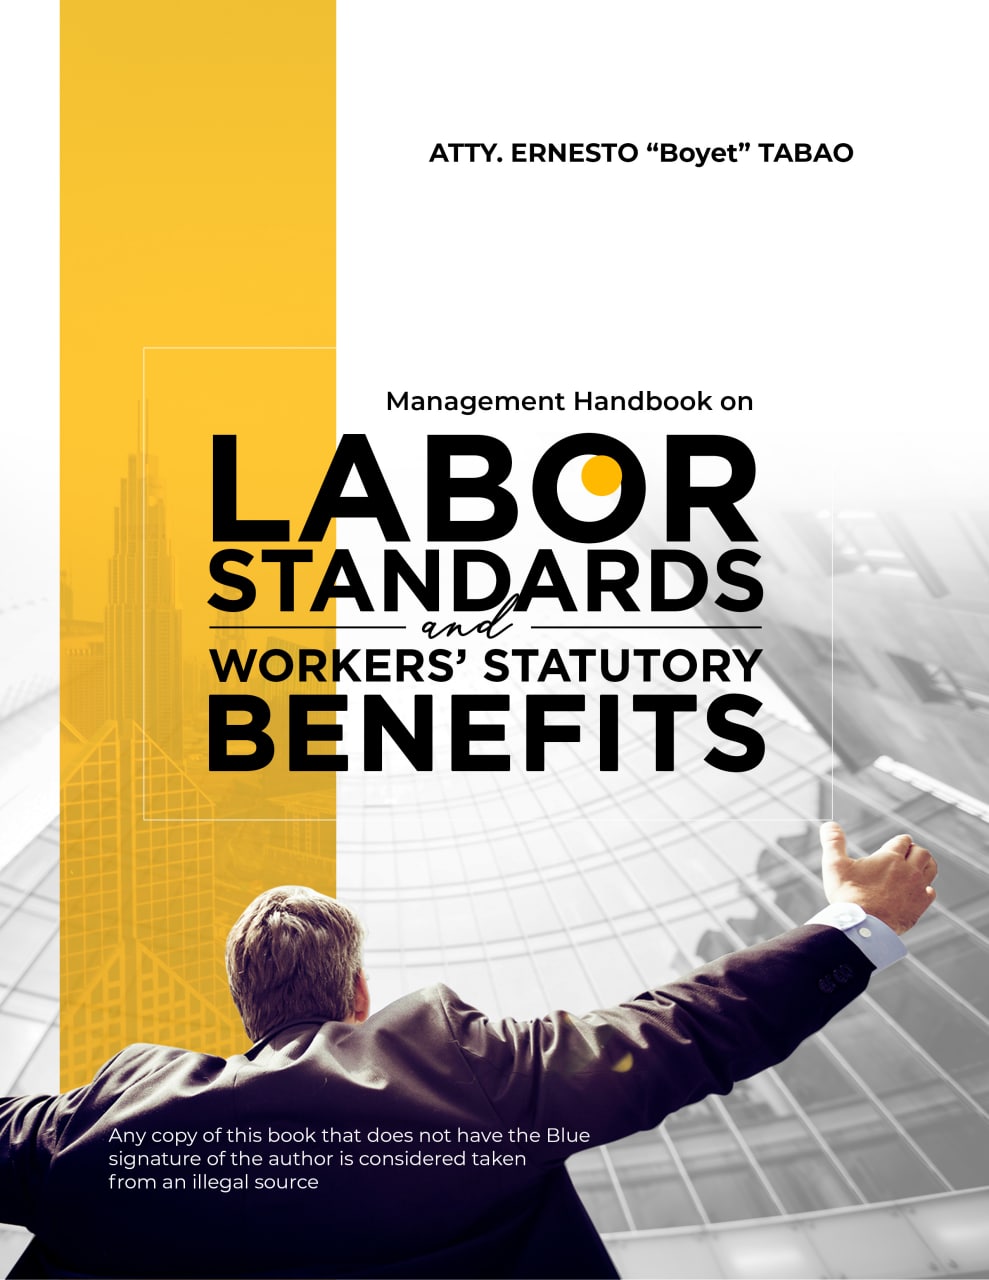 ATTY. ERNESTO “Boyet” TABAO
Management Handbook on
LABOR
STANDARDS
and
WORKERS’ STATUTORY
BENEFITS
Any copy of this book that does not have the Blue
signature of the author is considered taken
from an illegal source